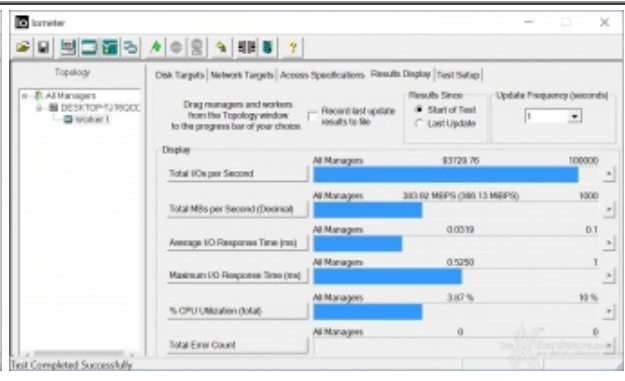 Iometer
Topology
All Managers
Worker 1
Disk Targets
Network Targets
Access Specifications
Results Display
Test Setup
Drag managers and workers
from the Topology window
to the progress bar of your choice.
Record last update
results to file
Results Since
Start of Test
Last Update
Update Frequency (seconds)
1
Display
All Managers 93729.76 100000
Total I/Os per Second
All Managers 383.92 MBPS (366.13 MiBPS) 1000
Total MBs per Second (Decimal)
All Managers 0.0319 0.1
Average I/O Response Time (ms)
All Managers 0.5250 1
Maximum I/O Response Time (ms)
All Managers 3.87 % 10 %
% CPU Utilization (total)
All Managers 0 0
Total Error Count
Test Completed Successfully